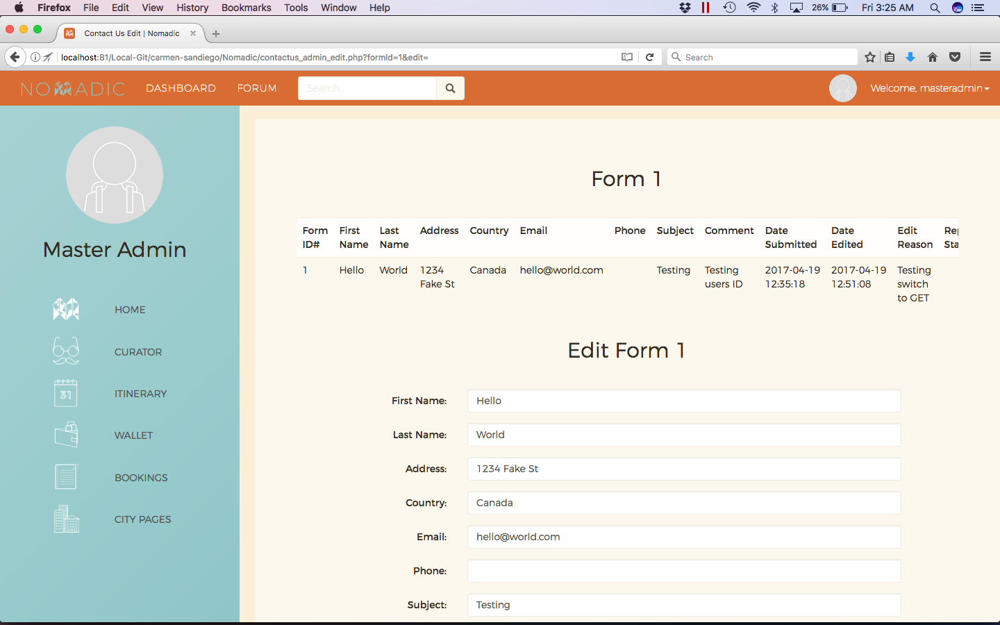 Firefox File Edit View History Bookmarks Tools Window Help 26% Fri 3:25 AM
Contact Us Edit | Nomadic
localhost:81/Local-Git/carmen-sandiego/Nomadic/contactus_admin_edit.php?formId=1&edit= Search
NOMADIC DASHBOARD FORUM Search... Welcome, masteradmin
Master Admin
HOME
CURATOR
31 ITINERARY
WALLET
BOOKINGS
CITY PAGES
Form 1
Form First Last Address Country Email Phone Subject Comment Date Date Edit
ID# Name Name Submitted Edited Reason
1 Hello World 1234 Canada hello@world.com Testing Testing 2017-04-19 2017-04-19 Testing
Fake St users ID 12:35:18 12:51:08 switch
to GET
Edit Form 1
First Name: Hello
Last Name: World
Address: 1234 Fake St
Country: Canada
Email: hello@world.com
Phone:
Subject: Testing